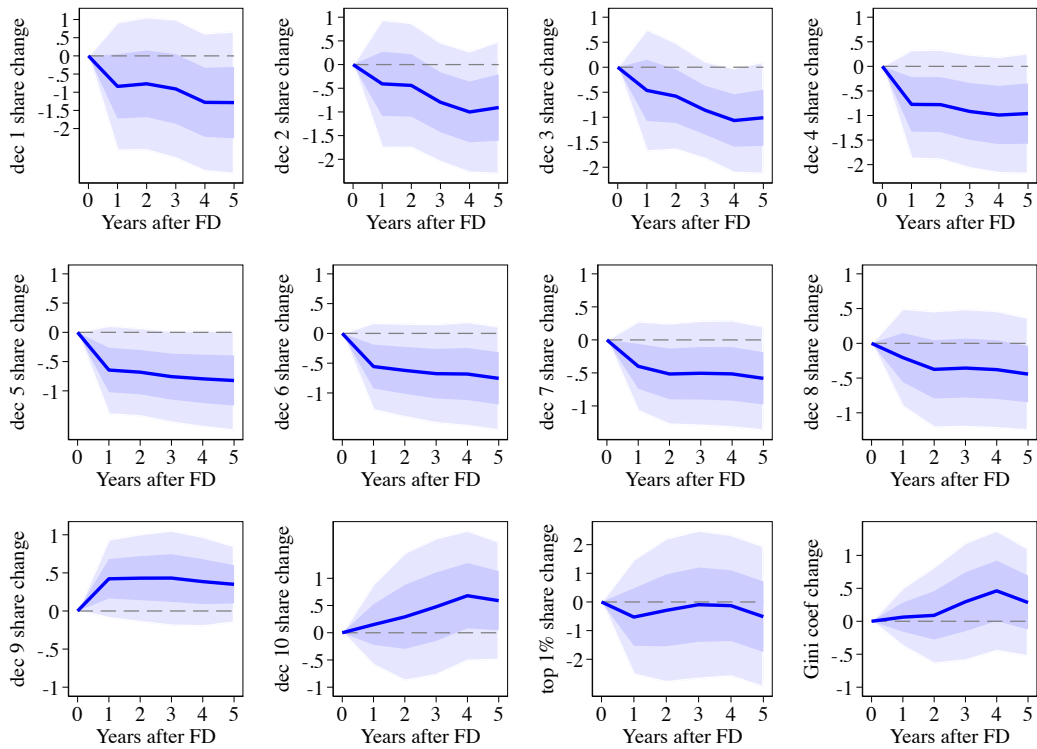 dec 1 share change
1
.5
0
-.5
-1
-1.5
-2
0 1 2 3 4 5
Years after FD
dec 2 share change
1
.5
0
-.5
-1
-1.5
-2
0 1 2 3 4 5
Years after FD
dec 3 share change
1
.5
0
-.5
-1
-1.5
-2
0 1 2 3 4 5
Years after FD
dec 4 share change
1
.5
0
-.5
-1
-1.5
-2
0 1 2 3 4 5
Years after FD
dec 5 share change
1
.5
0
-.5
-1
0 1 2 3 4 5
Years after FD
dec 6 share change
1
.5
0
-.5
-1
0 1 2 3 4 5
Years after FD
dec 7 share change
1
.5
0
-.5
-1
0 1 2 3 4 5
Years after FD
dec 8 share change
1
.5
0
-.5
-1
0 1 2 3 4 5
Years after FD
dec 9 share change
1
.5
0
-.5
-1
0 1 2 3 4 5
Years after FD
dec 10 share change
1
.5
0
-.5
-1
0 1 2 3 4 5
Years after FD
top 1% share change
2
1
0
-1
-2
0 1 2 3 4 5
Years after FD
Gini coef change
1
.5
0
-.5
-1
0 1 2 3 4 5
Years after FD